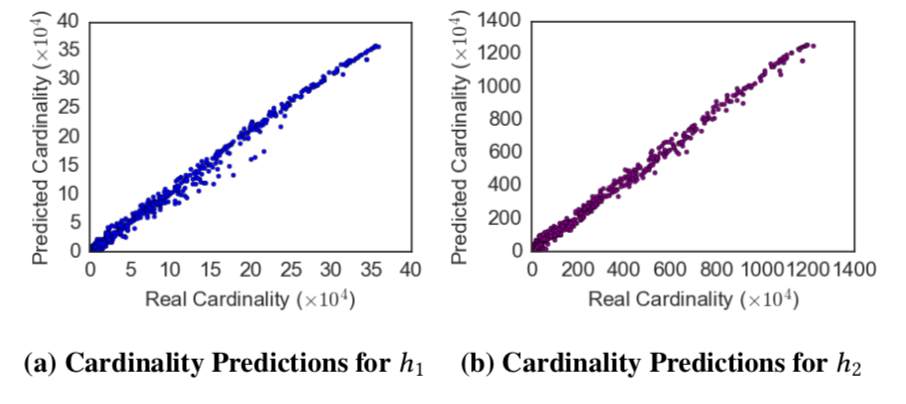 Predicted Cardinality (×10⁴)
40
35
30
25
20
15
10
5
0
0 5 10 15 20 25 30 35 40
Real Cardinality (×10⁴)
(a) Cardinality Predictions for h₁
Predicted Cardinality (×10⁴)
1400
1200
1000
800
600
400
200
0
0 200 400 600 800 1000 1200 1400
Real Cardinality (×10⁴)
(b) Cardinality Predictions for h₂